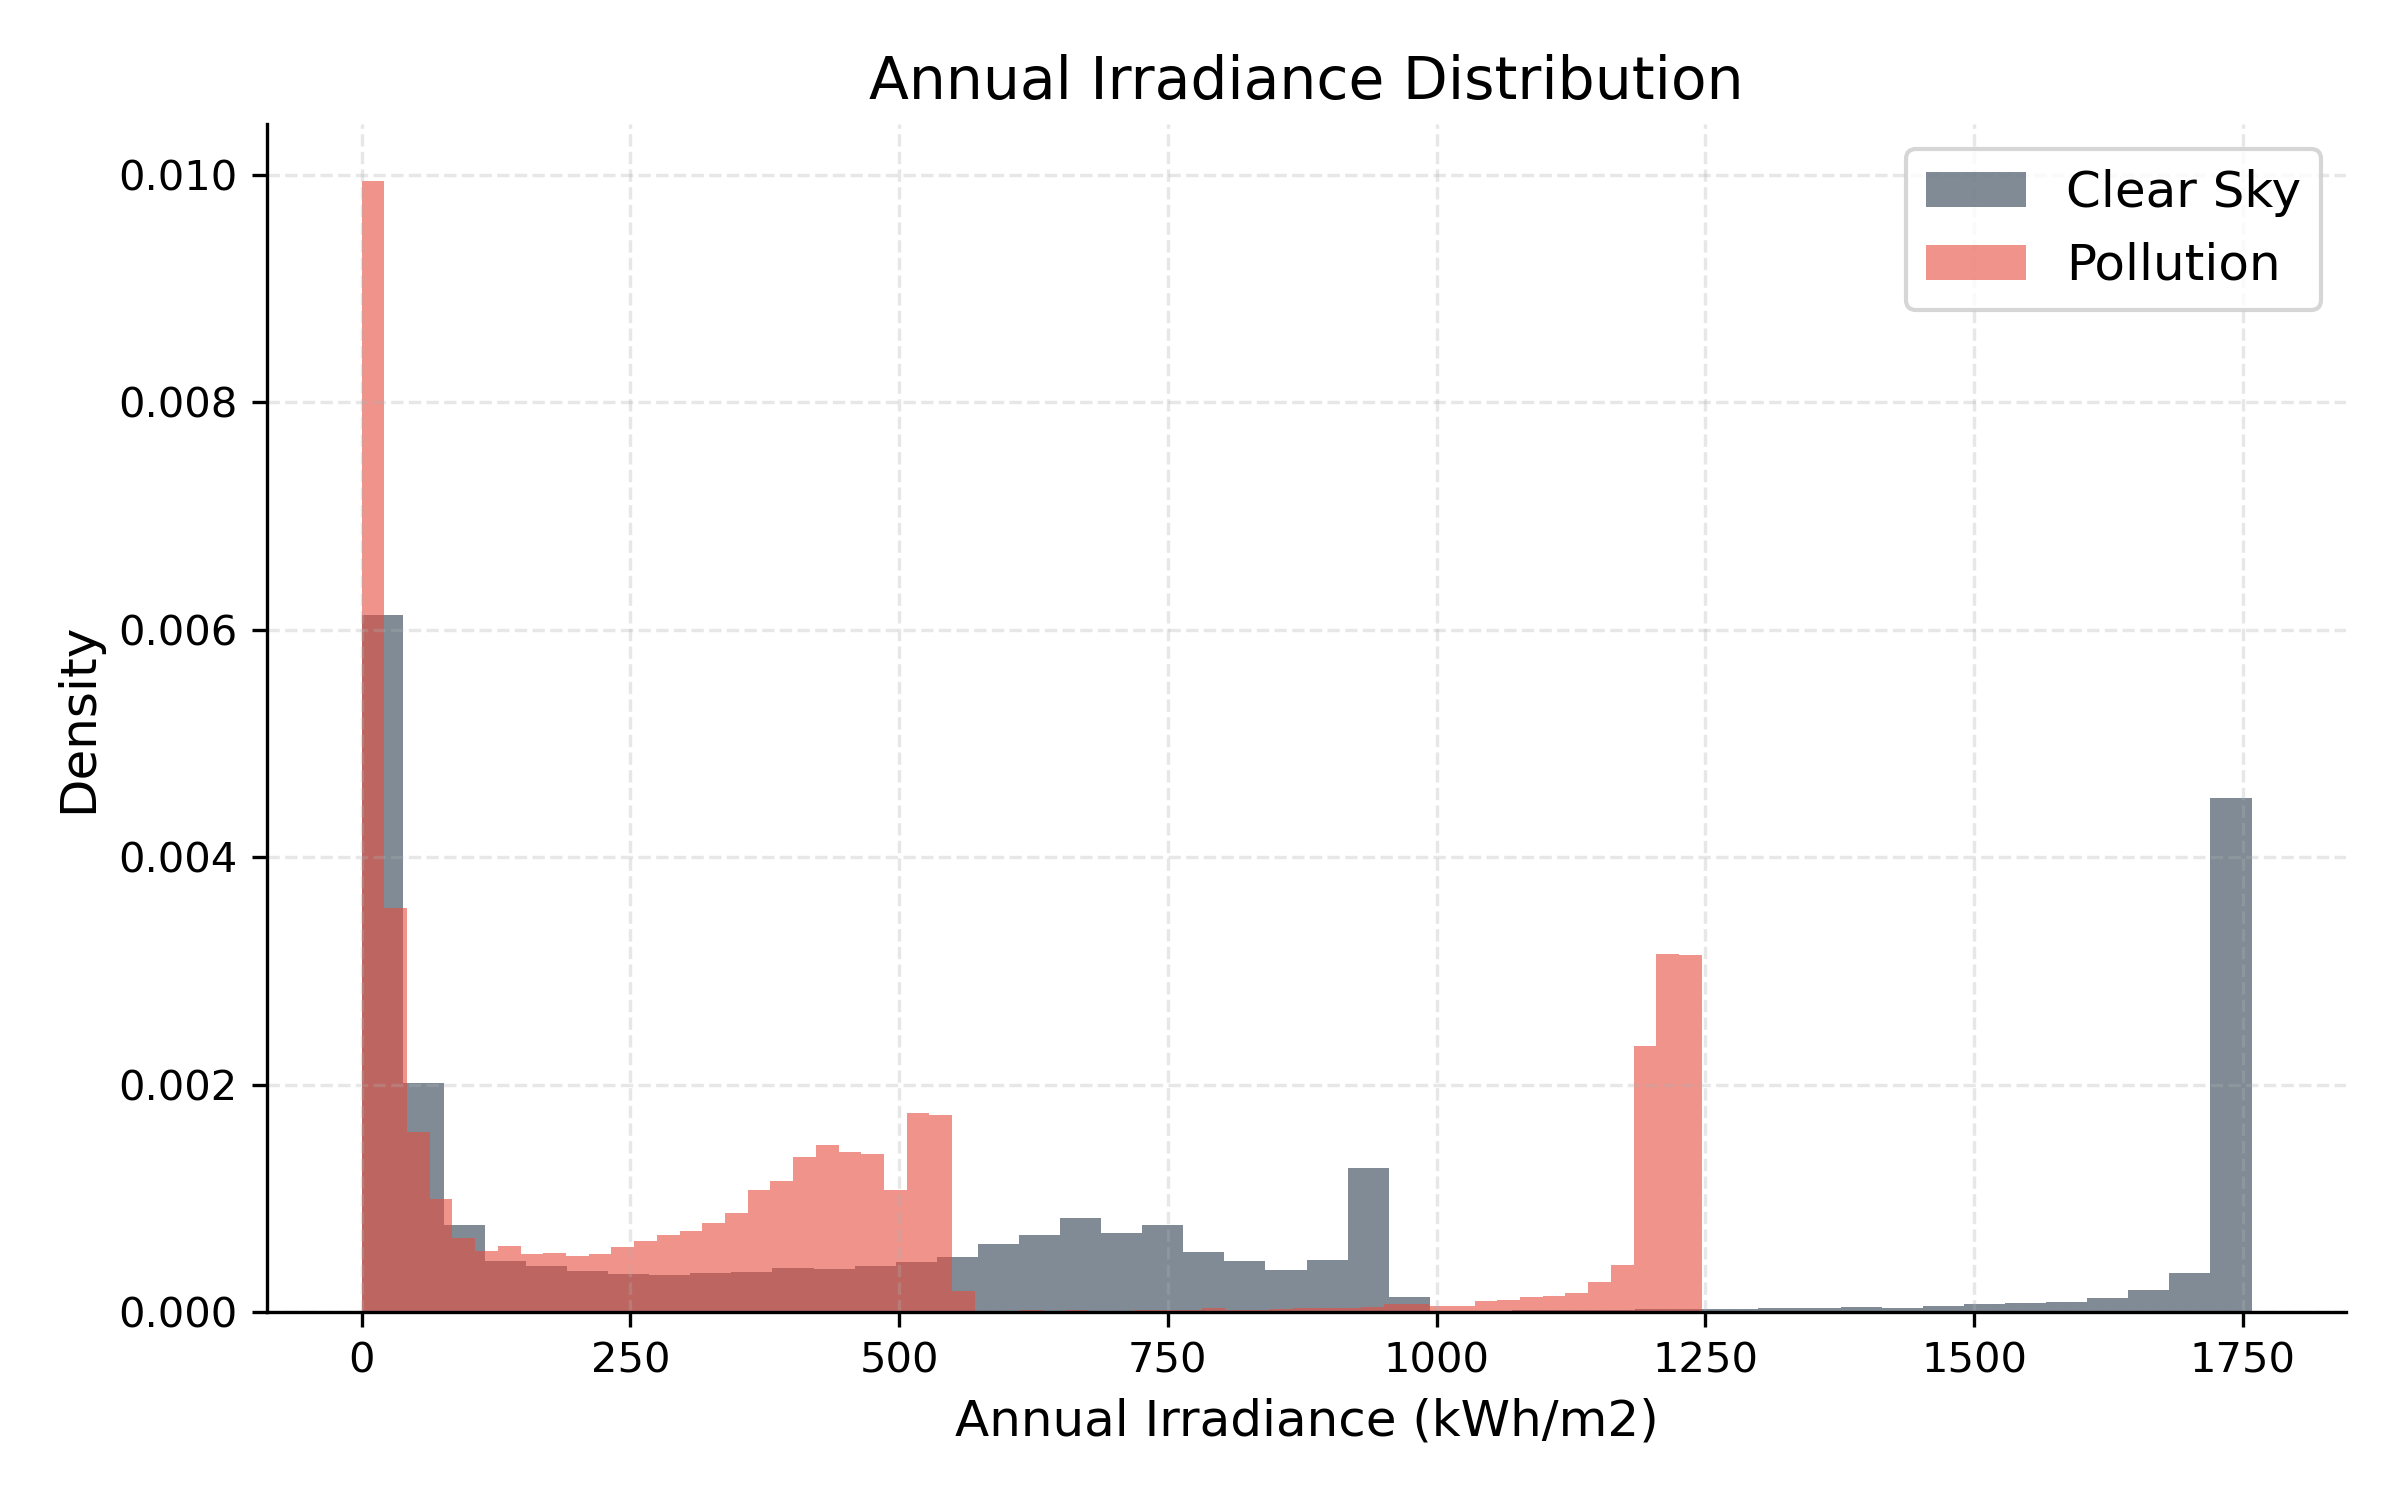 Annual Irradiance Distribution
Clear Sky
Pollution
Density
0.010
0.008
0.006
0.004
0.002
0.000
0 250 500 750 1000 1250 1500 1750
Annual Irradiance (kWh/m2)